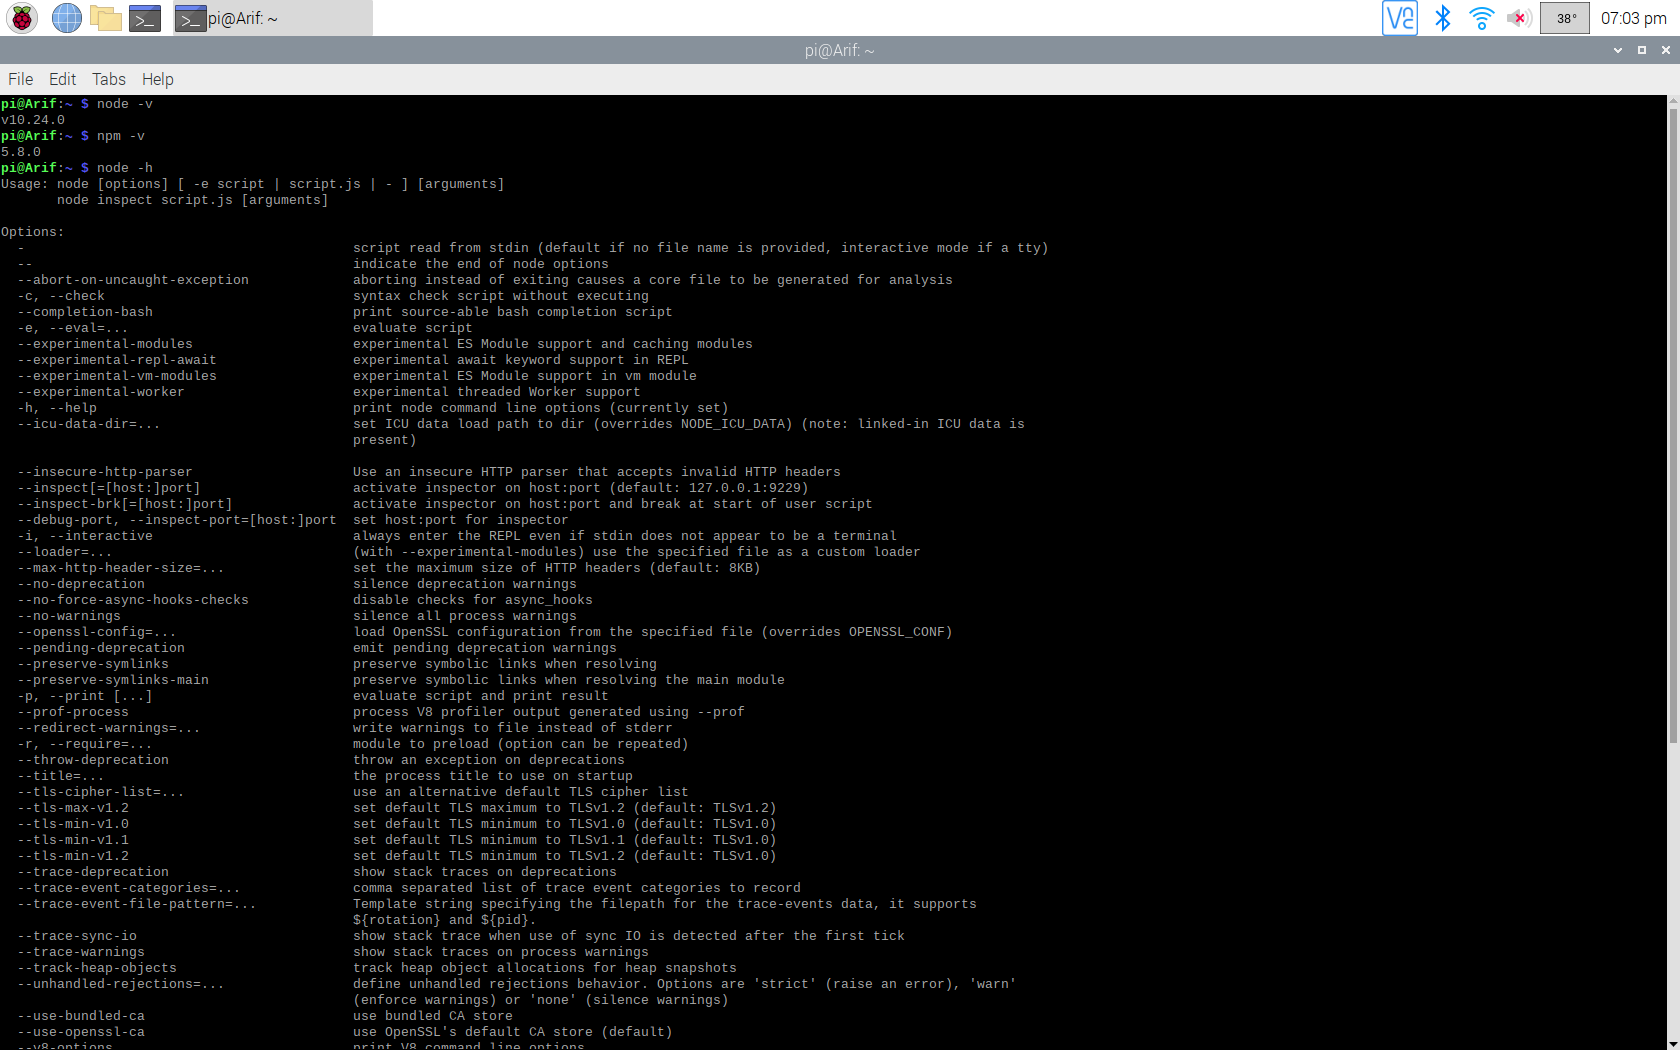 pi@Arif: ~
38°
07:03 pm
pi@Arif: ~
File Edit Tabs Help
pi@Arif:~ $ node -v
v10.24.0
pi@Arif:~ $ npm -v
5.8.0
pi@Arif:~ $ node -h
Usage: node [options] [ -e script | script.js | - ] [arguments]
       node inspect script.js [arguments]

Options:
  -                                         script read from stdin (default if no file name is provided, interactive mode if a tty)
  --                                        indicate the end of node options
  --abort-on-uncaught-exception             aborting instead of exiting causes a core file to be generated for analysis
  -c, --check                               syntax check script without executing
  --completion-bash                         print source-able bash completion script
  -e, --eval=...                            evaluate script
  --experimental-modules                    experimental ES Module support and caching modules
  --experimental-repl-await                 experimental await keyword support in REPL
  --experimental-vm-modules                 experimental ES Module support in vm module
  --experimental-worker                     experimental threaded Worker support
  -h, --help                                print node command line options (currently set)
  --icu-data-dir=...                        set ICU data load path to dir (overrides NODE_ICU_DATA) (note: linked-in ICU data is
                                            present)

  --insecure-http-parser                    Use an insecure HTTP parser that accepts invalid HTTP headers
  --inspect[=[host:]port]                   activate inspector on host:port (default: 127.0.0.1:9229)
  --inspect-brk[=[host:]port]               activate inspector on host:port and break at start of user script
  --debug-port, --inspect-port=[host:]port  set host:port for inspector
  -i, --interactive                         always enter the REPL even if stdin does not appear to be a terminal
  --loader=...                              (with --experimental-modules) use the specified file as a custom loader
  --max-http-header-size=...                set the maximum size of HTTP headers (default: 8KB)
  --no-deprecation                          silence deprecation warnings
  --no-force-async-hooks-checks             disable checks for async_hooks
  --no-warnings                             silence all process warnings
  --openssl-config=...                      load OpenSSL configuration from the specified file (overrides OPENSSL_CONF)
  --pending-deprecation                     emit pending deprecation warnings
  --preserve-symlinks                       preserve symbolic links when resolving
  --preserve-symlinks-main                  preserve symbolic links when resolving the main module
  -p, --print [...]                         evaluate script and print result
  --prof-process                            process V8 profiler output generated using --prof
  --redirect-warnings=...                   write warnings to file instead of stderr
  -r, --require=...                         module to preload (option can be repeated)
  --throw-deprecation                       throw an exception on deprecations
  --title=...                               the process title to use on startup
  --tls-cipher-list=...                     use an alternative default TLS cipher list
  --tls-max-v1.2                            set default TLS maximum to TLSv1.2 (default: TLSv1.2)
  --tls-min-v1.0                            set default TLS minimum to TLSv1.0 (default: TLSv1.0)
  --tls-min-v1.1                            set default TLS minimum to TLSv1.1 (default: TLSv1.0)
  --tls-min-v1.2                            set default TLS minimum to TLSv1.2 (default: TLSv1.0)
  --trace-deprecation                       show stack traces on deprecations
  --trace-event-categories=...              comma separated list of trace event categories to record
  --trace-event-file-pattern=...            Template string specifying the filepath for the trace-events data, it supports
                                            ${rotation} and ${pid}.
  --trace-sync-io                           show stack trace when use of sync IO is detected after the first tick
  --trace-warnings                          show stack traces on process warnings
  --track-heap-objects                      track heap object allocations for heap snapshots
  --unhandled-rejections=...                define unhandled rejections behavior. Options are 'strict' (raise an error), 'warn'
                                            (enforce warnings) or 'none' (silence warnings)
  --use-bundled-ca                          use bundled CA store
  --use-openssl-ca                          use OpenSSL's default CA store (default)
  --v8-options                              print V8 command line options